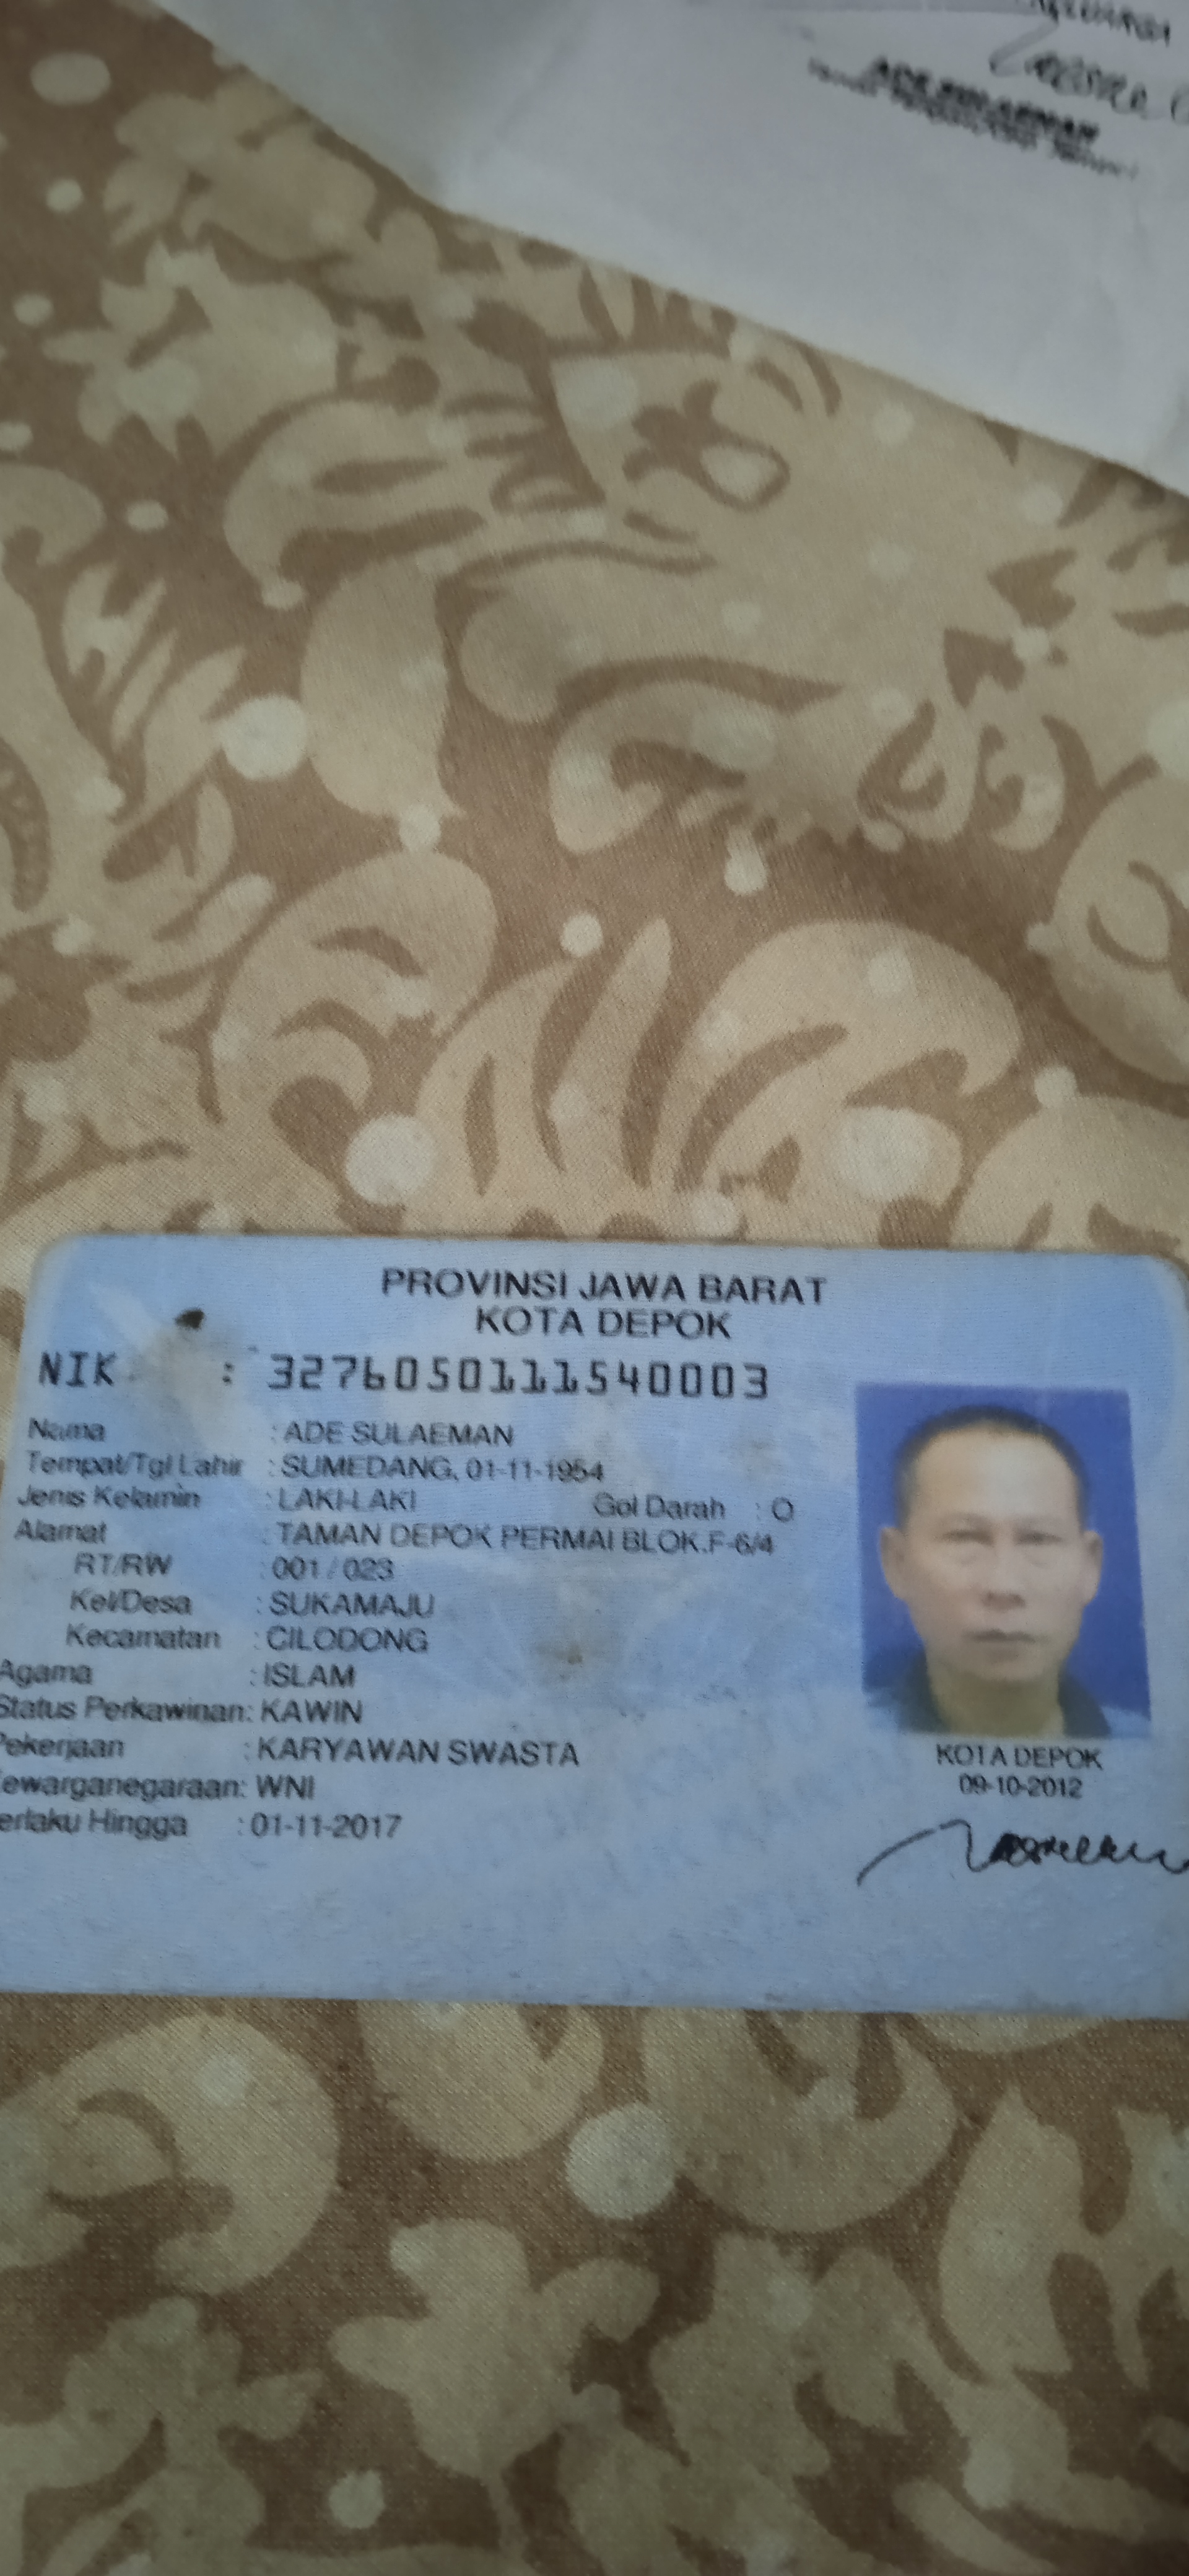 ADE SULAEMAN
PROVINSI JAWA BARAT
KOTA DEPOK
NIK : 3276050111540003
Nama : ADE SULAEMAN
Tempat/Tgl Lahir : SUMEDANG, 01-11-1954
Jenis Kelamin : LAKI-LAKI Gol Darah : O
Alamat : TAMAN DEPOK PERMAI BLOK.F-6/4
RT/RW : 001 / 023
Kel/Desa : SUKAMAJU
Kecamatan : CILODONG
Agama : ISLAM
Status Perkawinan: KAWIN
Pekerjaan : KARYAWAN SWASTA
ewarganegaraan: WNI
erlaku Hingga : 01-11-2017
KOTA DEPOK
09-10-2012